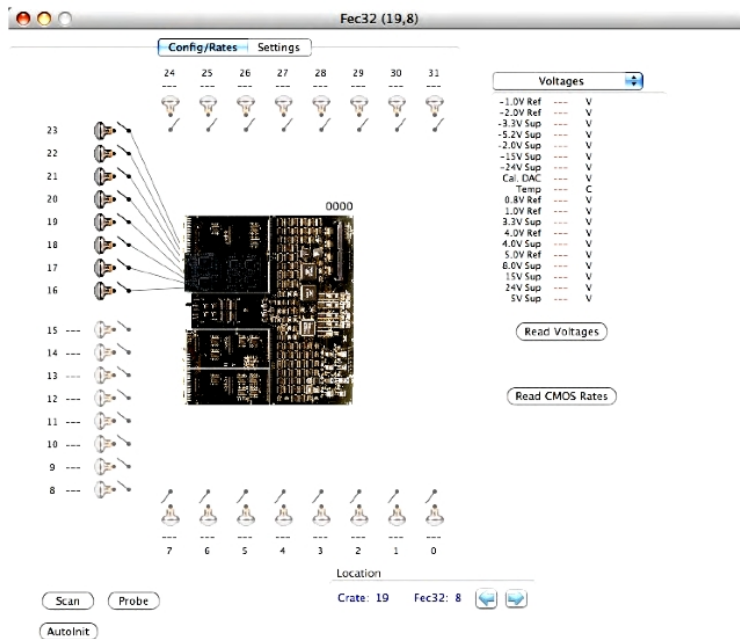 Fec32 (19,8)
Config/Rates Settings
24 25 26 27 28 29 30 31
--- --- --- --- --- --- --- ---
Voltages
-1.0V Ref --- V
-2.0V Ref --- V
-3.3V Sup --- V
-5.2V Sup --- V
-2.0V Sup --- V
-15V Sup --- V
-24V Sup --- V
Cal. DAC --- V
Temp --- C
0.8V Ref --- V
1.0V Ref --- V
3.3V Sup --- V
4.0V Ref --- V
4.0V Sup --- V
5.0V Ref --- V
8.0V Sup --- V
15V Sup --- V
24V Sup --- V
5V Sup --- V
23
22
21
20
19
18
17
16
0000
15 ---
14 ---
13 ---
12 ---
11 ---
10 ---
9 ---
8 ---
Read Voltages
Read CMOS Rates
--- --- --- --- --- --- --- ---
7 6 5 4 3 2 1 0
Location
Crate: 19 Fec32: 8
Scan Probe
AutoInit